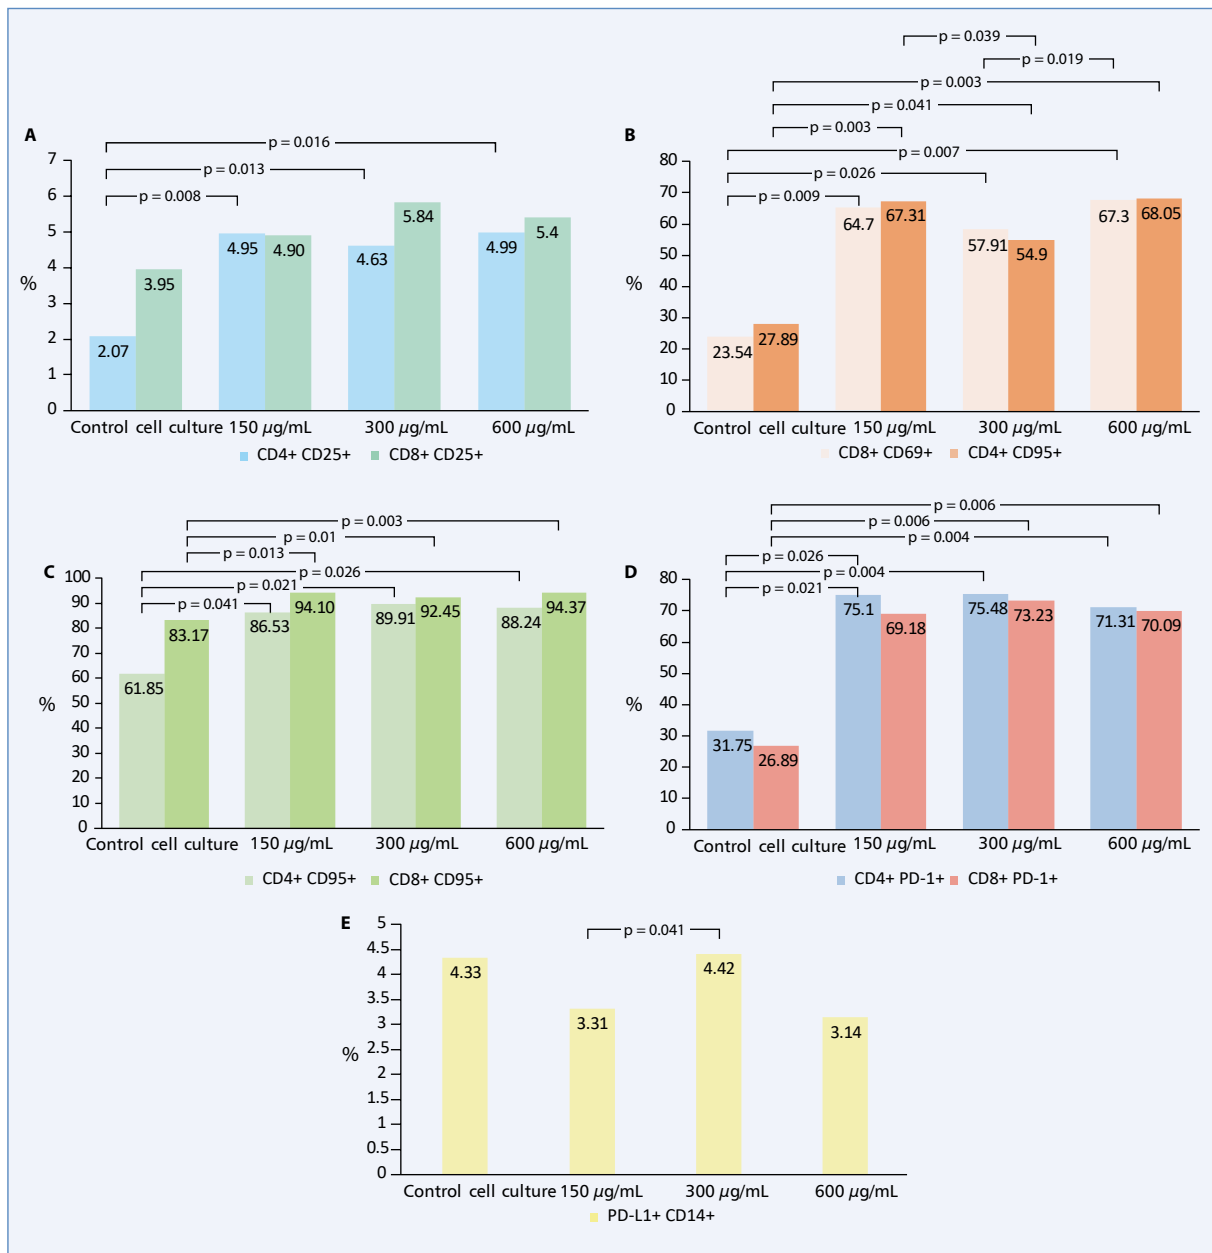 A
p = 0.016
p = 0.013
p = 0.008
7
6
5
4
3
2
1
0
%
2.07
3.95
4.95
4.90
4.63
5.84
4.99
5.4
Control cell culture 150 µg/mL 300 µg/mL 600 µg/mL
CD4+ CD25+ CD8+ CD25+
B
p = 0.039
p = 0.019
p = 0.003
p = 0.041
p = 0.003
p = 0.007
p = 0.026
p = 0.009
80
70
60
50
40
30
20
10
0
%
23.54
27.89
64.7
67.31
57.91
54.9
67.3
68.05
Control cell culture 150 µg/mL 300 µg/mL 600 µg/mL
CD8+ CD69+ CD4+ CD95+
C
p = 0.003
p = 0.01
p = 0.013
p = 0.026
p = 0.021
p = 0.041
100
90
80
70
60
50
40
30
20
10
0
%
61.85
83.17
86.53
94.10
89.91
92.45
88.24
94.37
Control cell culture 150 µg/mL 300 µg/mL 600 µg/mL
CD4+ CD95+ CD8+ CD95+
D
p = 0.006
p = 0.006
p = 0.004
p = 0.026
p = 0.004
p = 0.021
80
70
60
50
40
30
20
10
0
%
31.75
26.89
75.1
69.18
75.48
73.23
71.31
70.09
Control cell culture 150 µg/mL 300 µg/mL 600 µg/mL
CD4+ PD-1+ CD8+ PD-1+
E
p = 0.041
5
4.5
4
3.5
3
2.5
2
1.5
1
0.5
0
%
4.33
3.31
4.42
3.14
Control cell culture 150 µg/mL 300 µg/mL 600 µg/mL
PD-L1+ CD14+